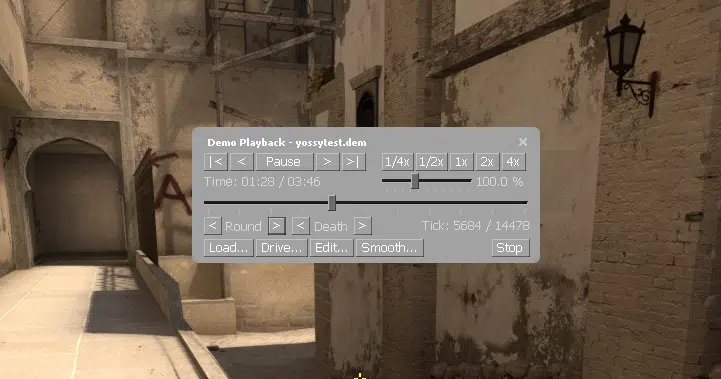 Demo Playback - yossytest.dem
|< < Pause > >| 1/4x 1/2x 1x 2x 4x
Time: 01:28 / 03:46 100.0 %
< Round > < Death > Tick: 5684 / 14478
Load... Drive... Edit... Smooth... Stop
A